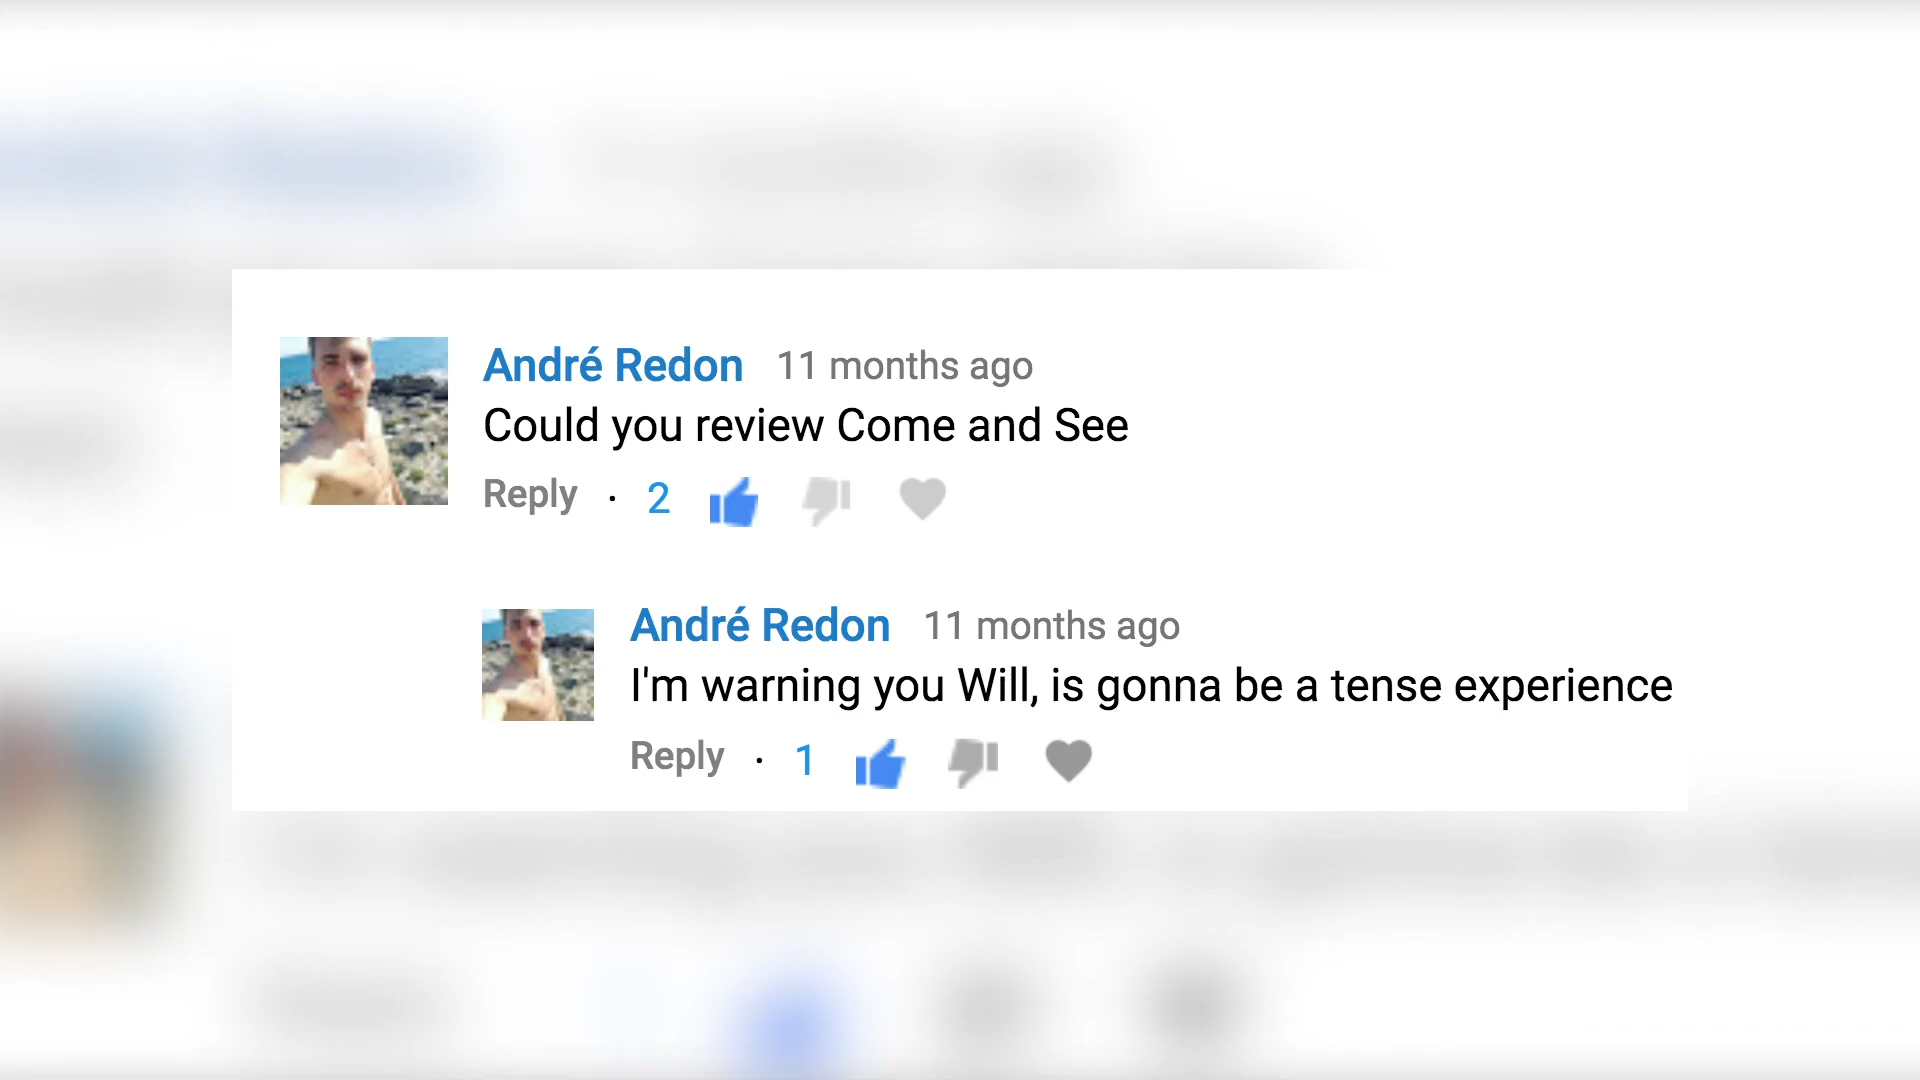 André Redon 11 months ago
Could you review Come and See
Reply · 2
André Redon 11 months ago
I'm warning you Will, is gonna be a tense experience
Reply · 1